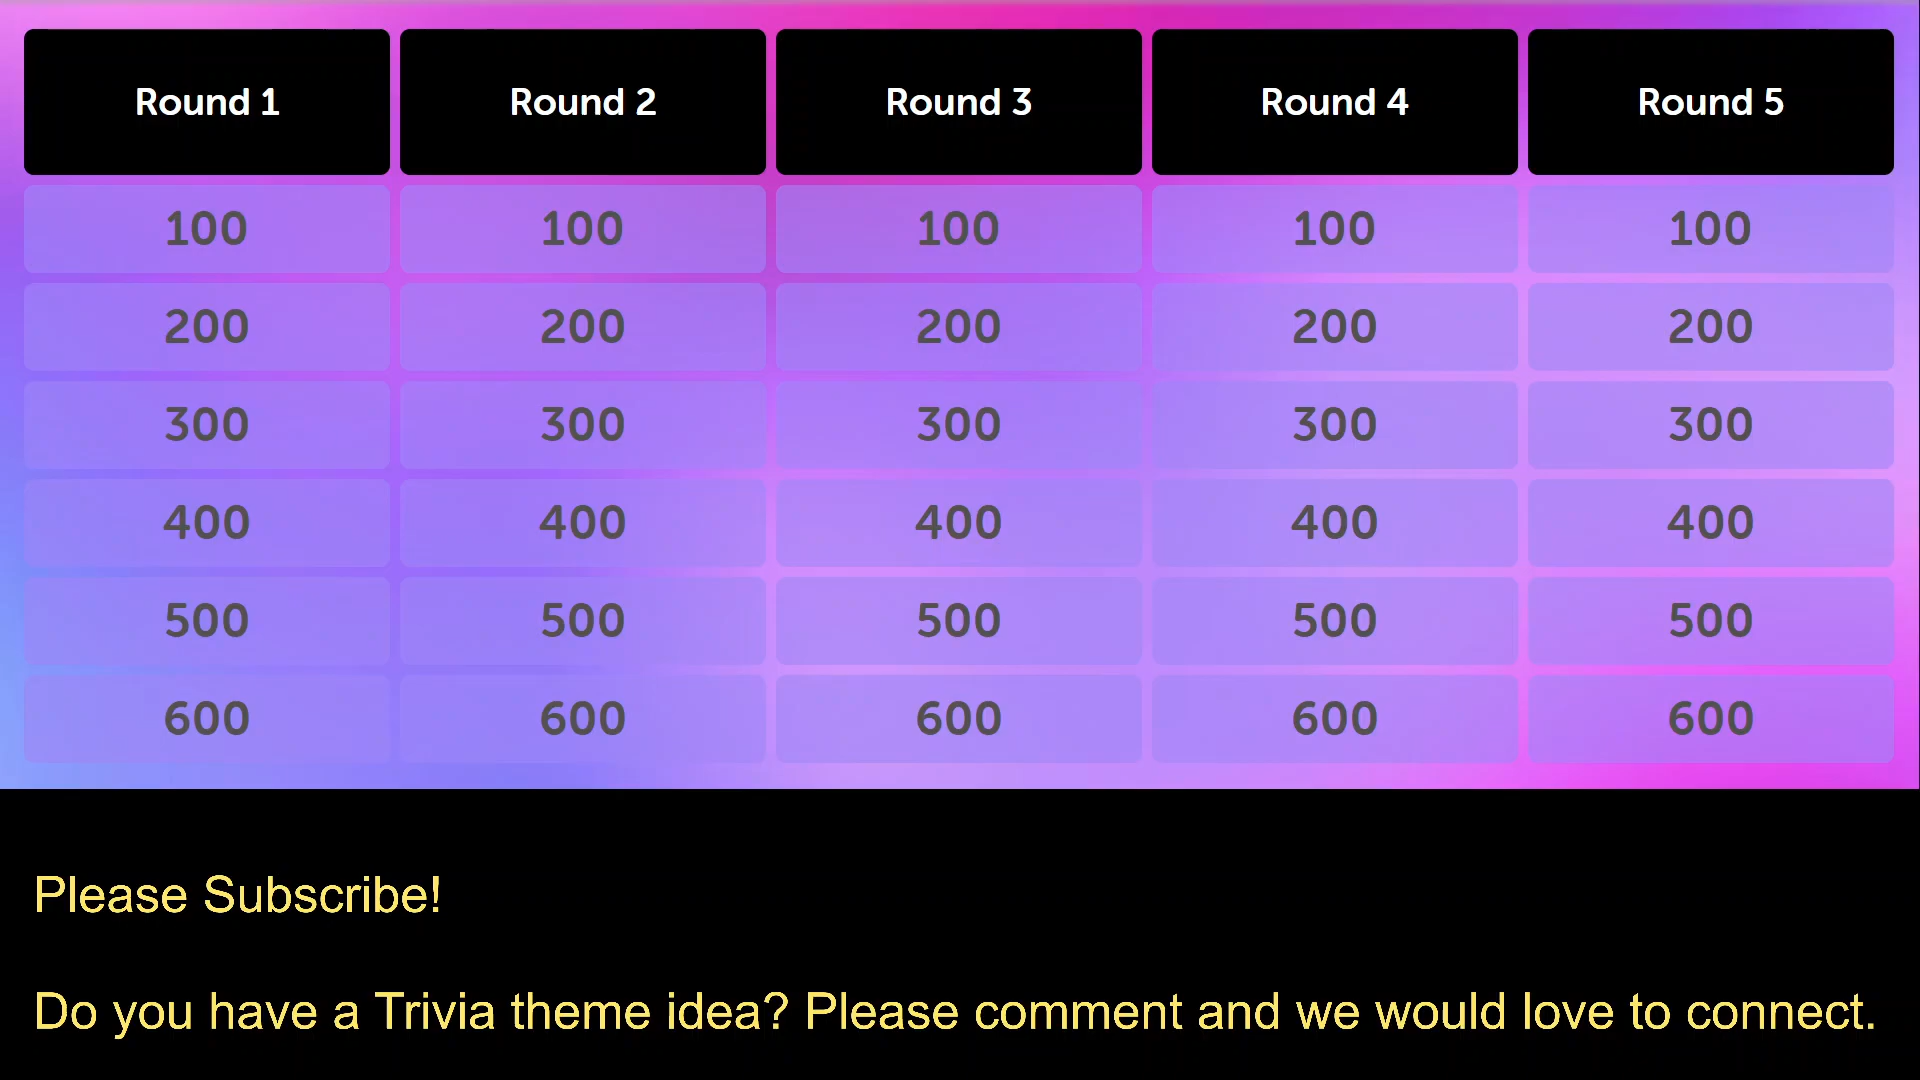 Round 1 Round 2 Round 3 Round 4 Round 5
100 100 100 100 100
200 200 200 200 200
300 300 300 300 300
400 400 400 400 400
500 500 500 500 500
600 600 600 600 600
Please Subscribe!
Do you have a Trivia theme idea? Please comment and we would love to connect.